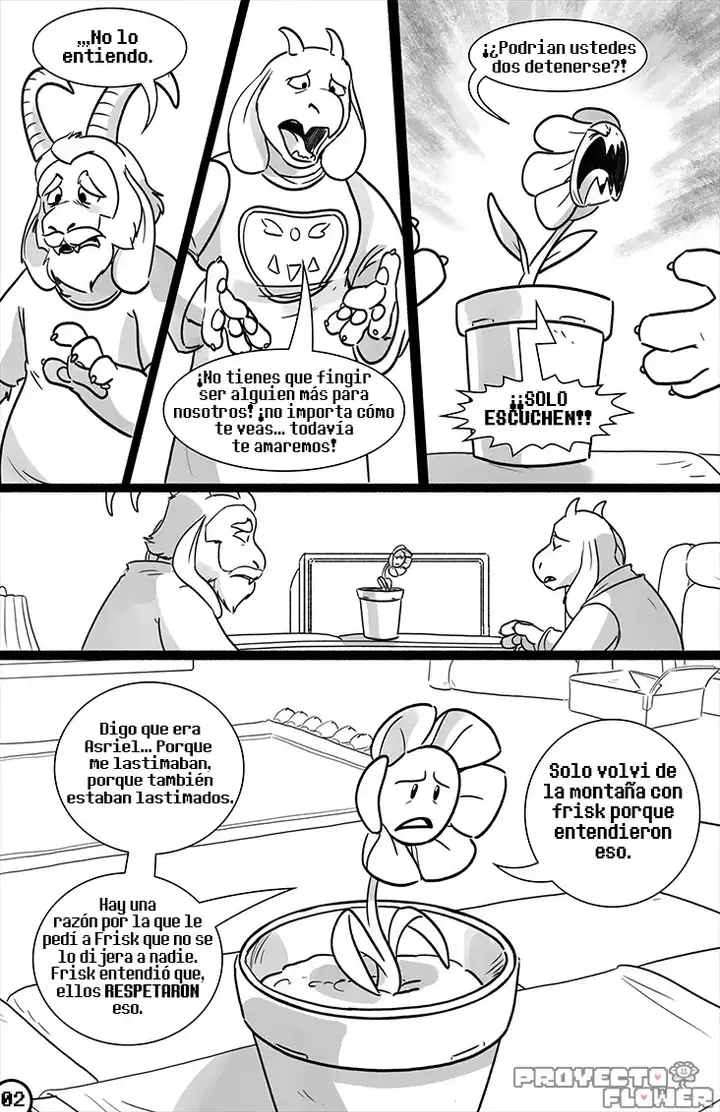 ,,,No lo
entiendo.
¡No tienes que fingir
ser alguien más para
nosotros! ¡no importa cómo
te veas... todavía
te amaremos!
¡¿Podrian ustedes
dos detenerse?!
¡¡SOLO
ESCUCHEN!!
Digo que era
Asriel... Porque
me lastimaban,
porque también
estaban lastimados.
Solo volvi de
la montaña con
frisk porque
entendieron
eso.
Hay una
razón por la que le
pedí a Frisk que no se
lo dijera a nadie.
Frisk entendió que,
ellos RESPETARON
eso.
02
PROYECTO
FLOWER